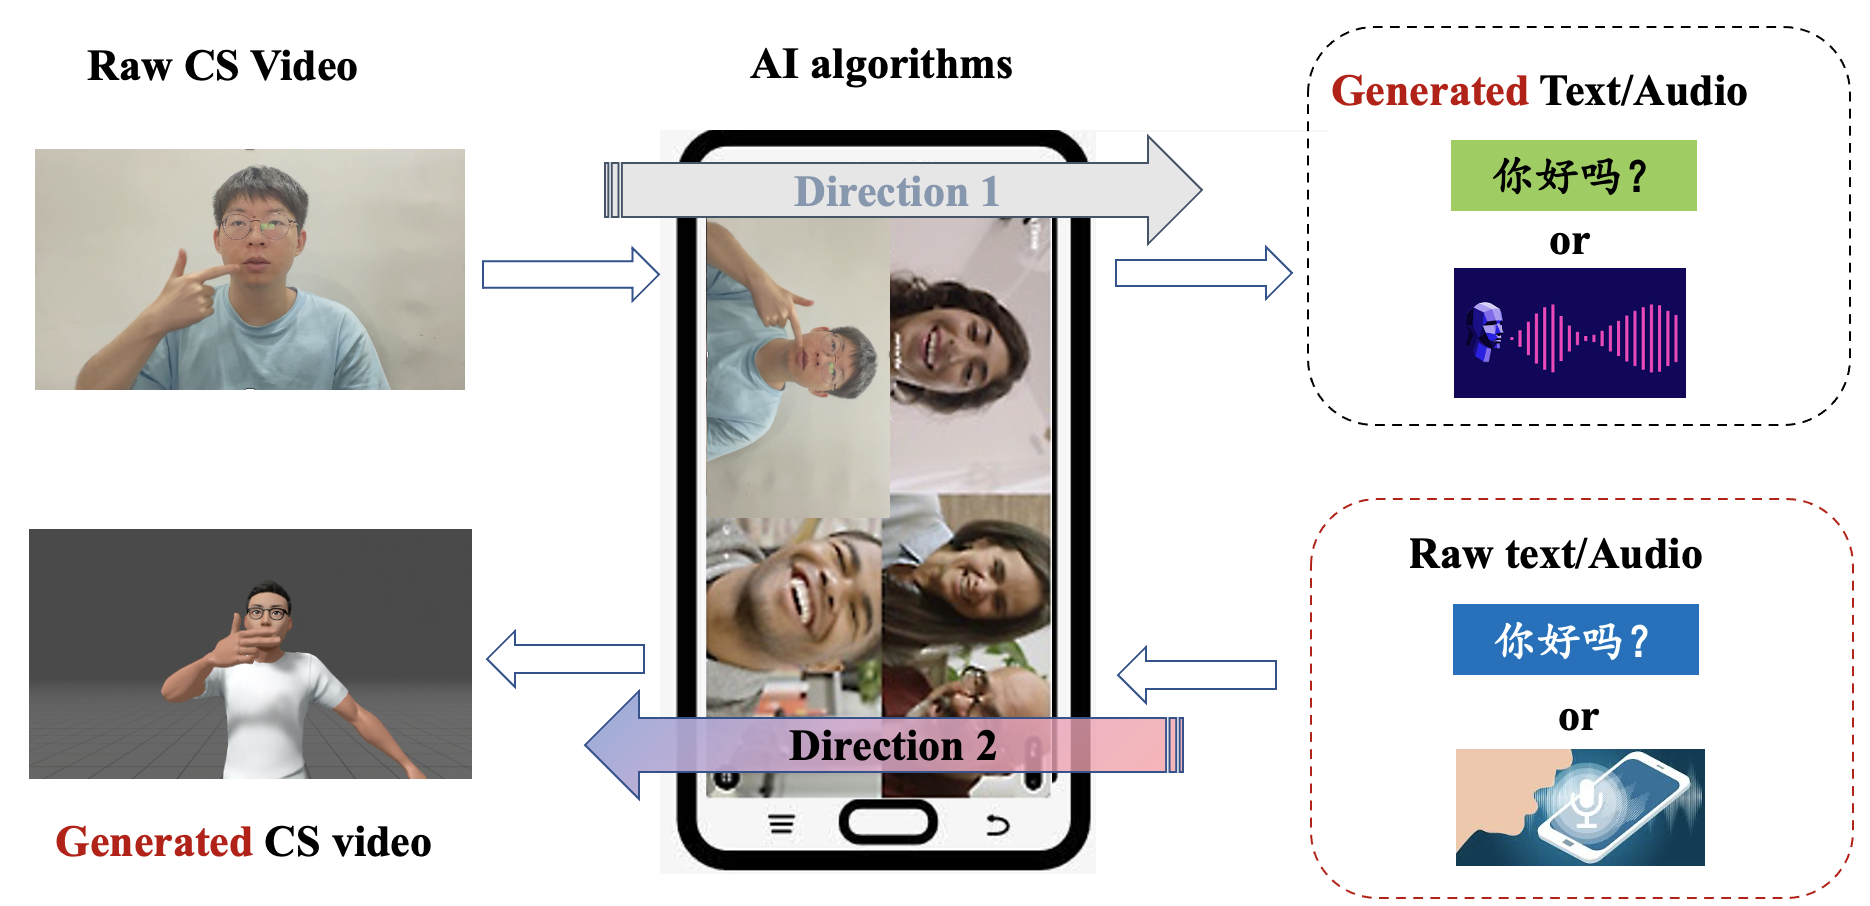 Raw CS Video
AI algorithms
Generated Text/Audio
你好吗？
or
Direction 1
Raw text/Audio
你好吗？
or
Direction 2
Generated CS video